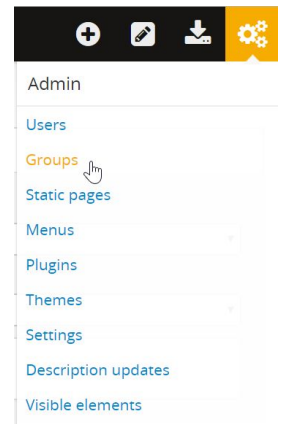 Admin
Users
Groups
Static pages
Menus
Plugins
Themes
Settings
Description updates
Visible elements